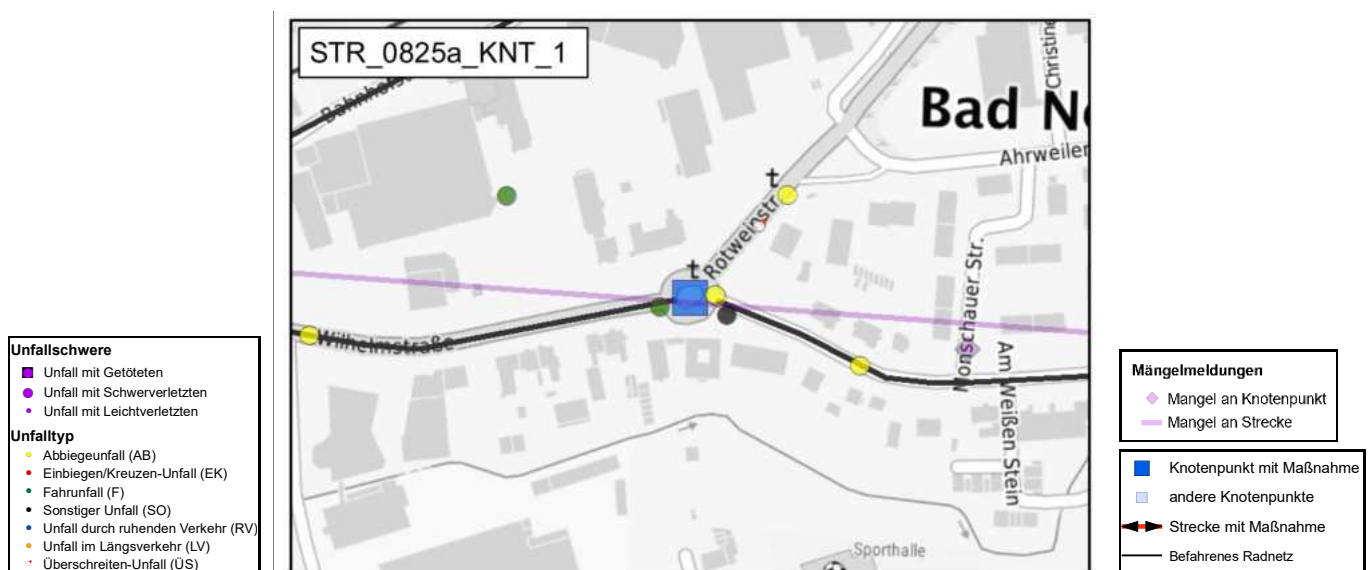 STR_0825a_KNT_1
Christine
Bad Ne
Ahrweiler
t
Rotweinstr.
t
Wilhelmstraße
Monschauer Str.
Am Weißen Stein
Sporthalle
Unfallschwere
Unfall mit Getöteten
Unfall mit Schwerverletzten
Unfall mit Leichtverletzten
Unfalltyp
Abbiegeunfall (AB)
Einbiegen/Kreuzen-Unfall (EK)
Fahrunfall (F)
Sonstiger Unfall (SO)
Unfall durch ruhenden Verkehr (RV)
Unfall im Längsverkehr (LV)
Überschreiten-Unfall (ÜS)
Mängelmeldungen
Mangel an Knotenpunkt
Mangel an Strecke
Knotenpunkt mit Maßnahme
andere Knotenpunkte
Strecke mit Maßnahme
Befahrenes Radnetz